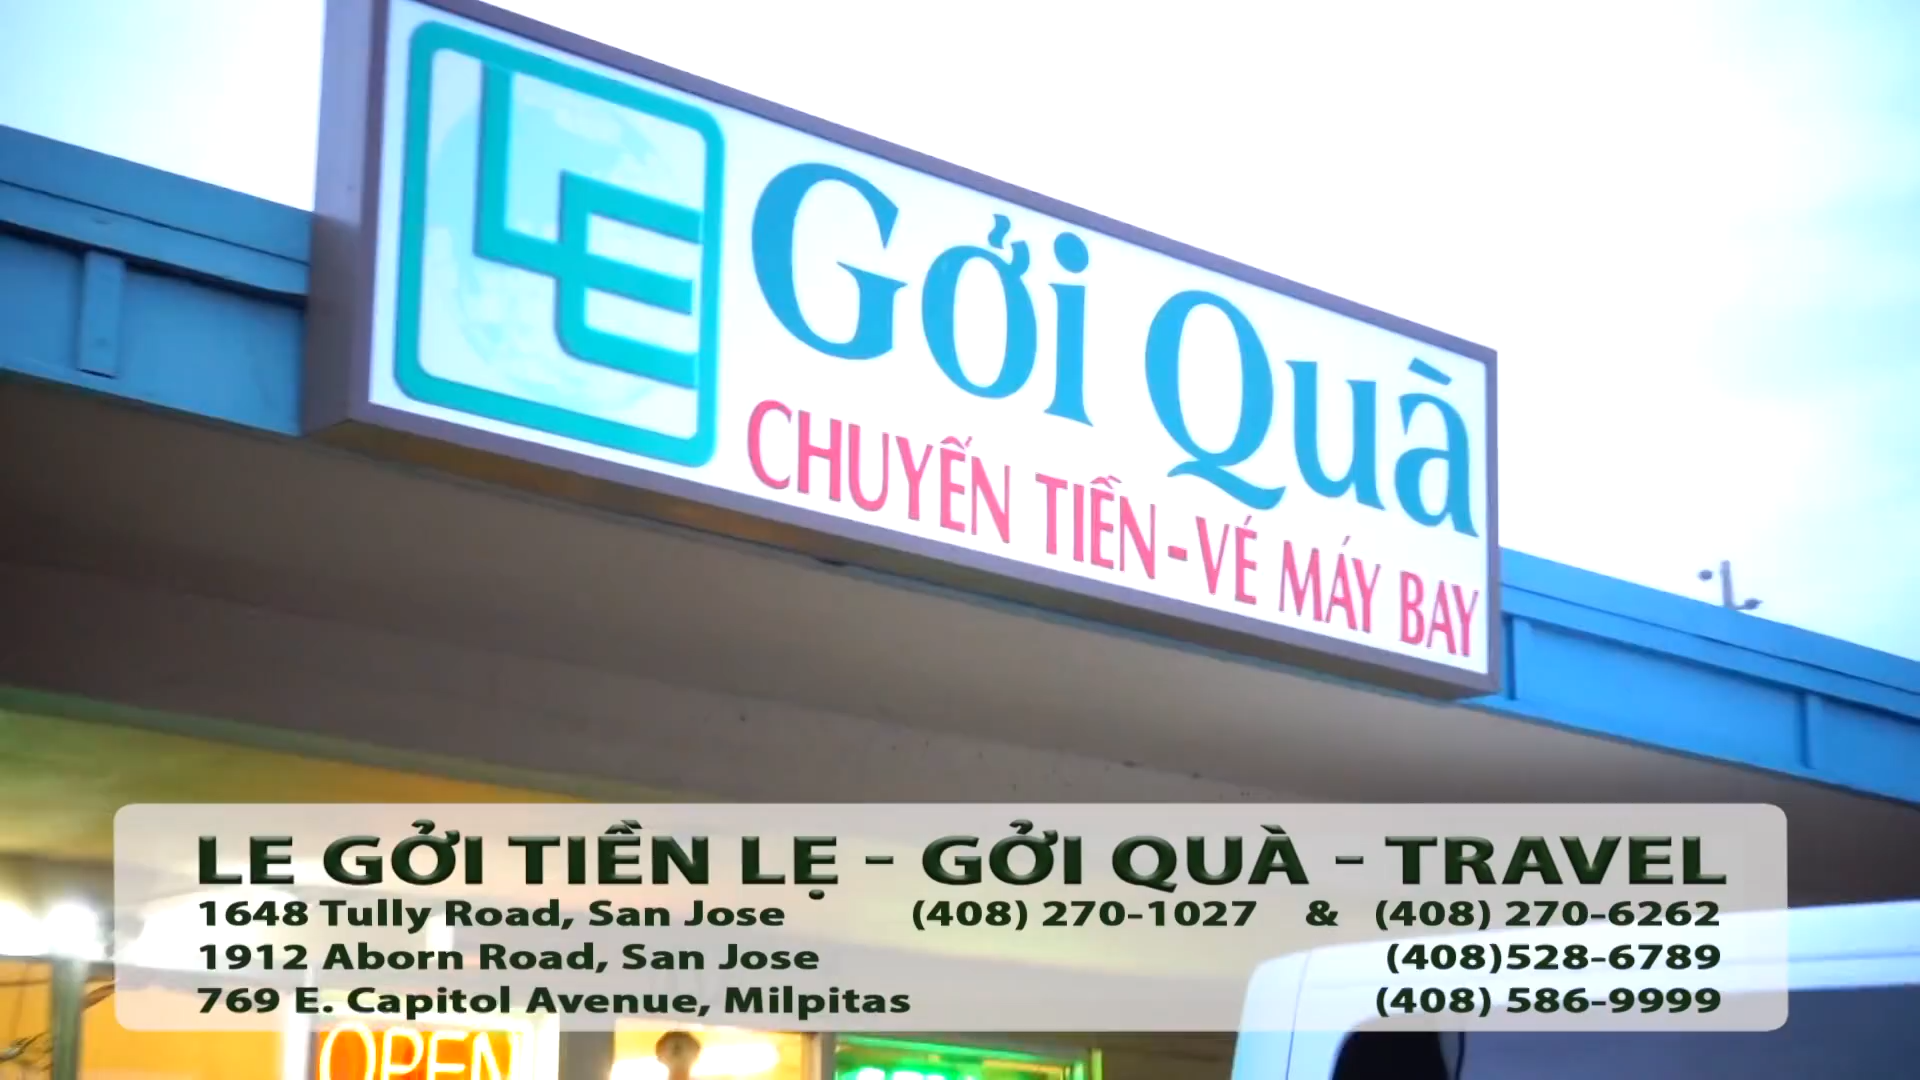 LE
Gởi Quà
CHUYỂN TIỀN-VÉ MÁY BAY
LE GỞI TIỀN LẸ - GỞI QUÀ - TRAVEL
1648 Tully Road, San Jose (408) 270-1027 & (408) 270-6262
1912 Aborn Road, San Jose (408)528-6789
769 E. Capitol Avenue, Milpitas (408) 586-9999
OPEN